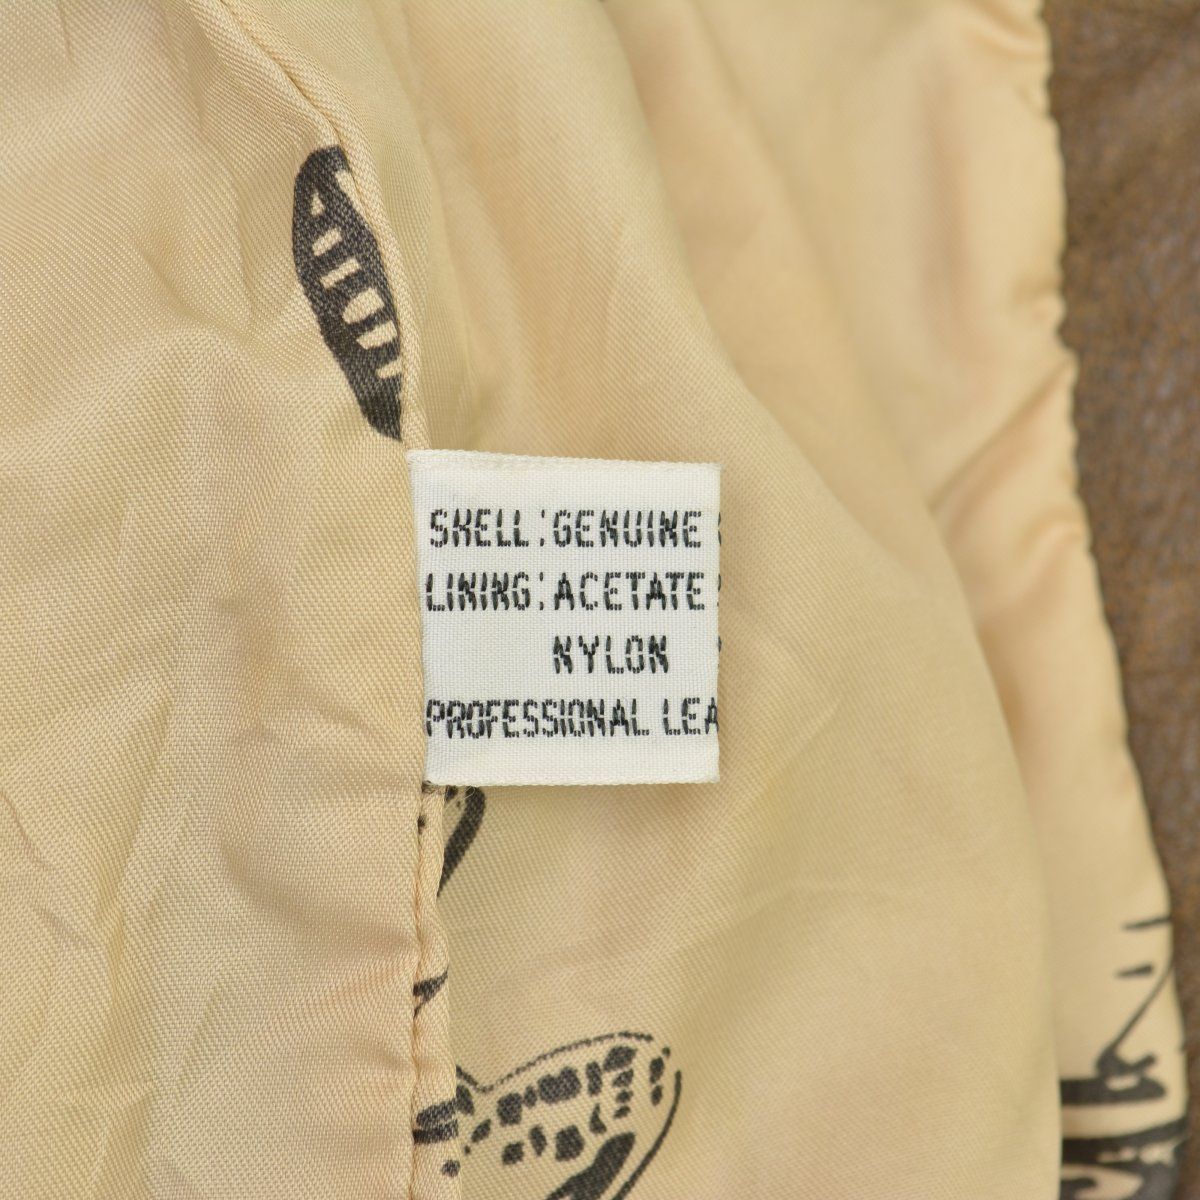 SHELL:GENUINE
LINING:ACETATE
NYLON
PROFESSIONAL LEA